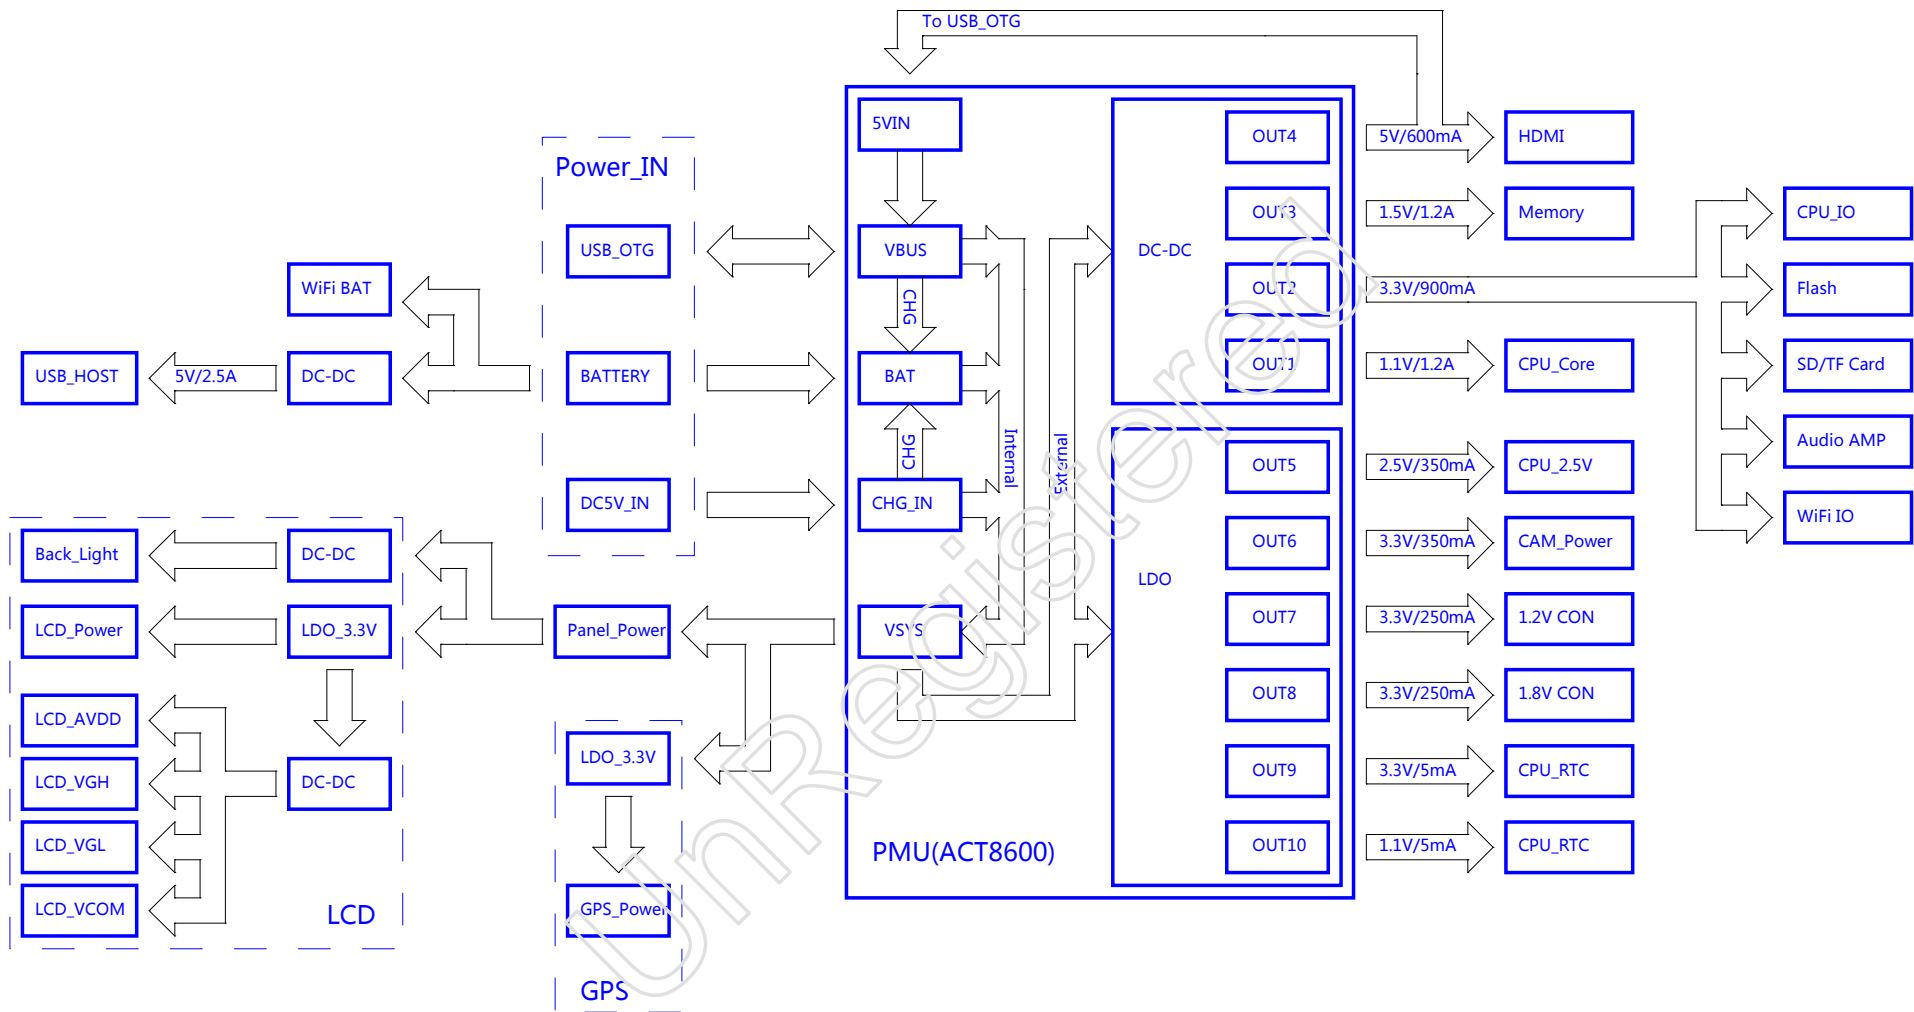 To USB_OTG
5VIN
OUT4
5V/600mA
HDMI
Power_IN
USB_OTG
VBUS
DC-DC
OUT3
1.5V/1.2A
Memory
CPU_IO
WiFi BAT
CHG
OUT2
3.3V/900mA
Flash
USB_HOST
5V/2.5A
DC-DC
BATTERY
BAT
OUT1
1.1V/1.2A
CPU_Core
SD/TF Card
CHG
Internal
External
OUT5
2.5V/350mA
CPU_2.5V
Audio AMP
DC5V_IN
CHG_IN
WiFi IO
Back_Light
DC-DC
OUT6
3.3V/350mA
CAM_Power
LDO
LCD_Power
LDO_3.3V
Panel_Power
VSYS
OUT7
3.3V/250mA
1.2V CON
LCD_AVDD
OUT8
3.3V/250mA
1.8V CON
LCD_VGH
DC-DC
LDO_3.3V
OUT9
3.3V/5mA
CPU_RTC
LCD_VGL
PMU(ACT8600)
OUT10
1.1V/5mA
CPU_RTC
LCD_VCOM
LCD
GPS_Power
GPS
UnRegistered